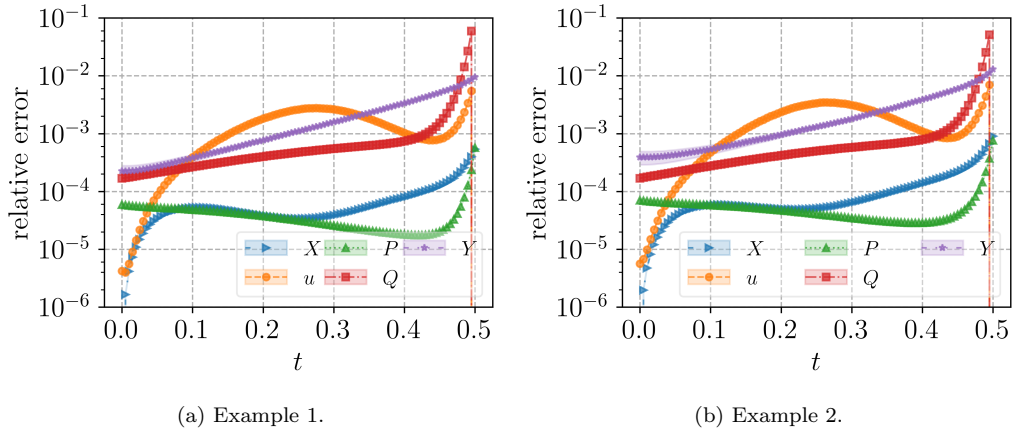 10⁻¹
10⁻²
10⁻³
10⁻⁴
10⁻⁵
10⁻⁶
relative error
0.0 0.1 0.2 0.3 0.4 0.5
t
X P Y
u Q
(a) Example 1.
10⁻¹
10⁻²
10⁻³
10⁻⁴
10⁻⁵
10⁻⁶
relative error
0.0 0.1 0.2 0.3 0.4 0.5
t
X P Y
u Q
(b) Example 2.